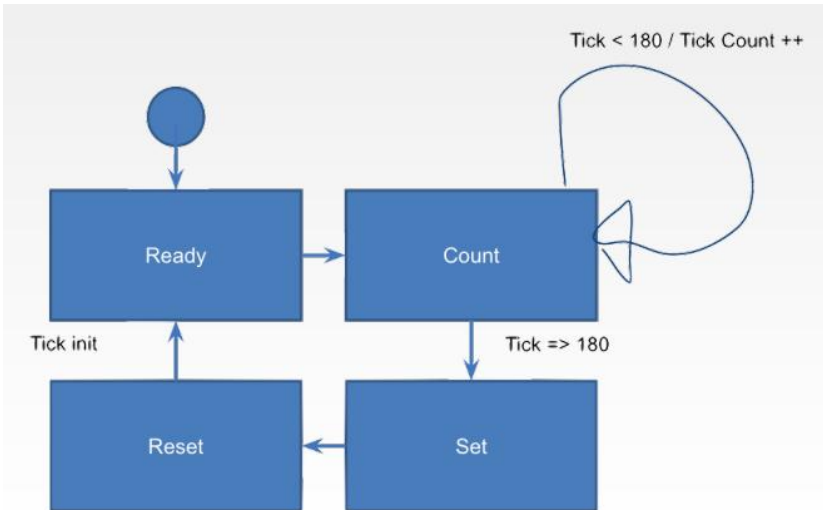 Tick < 180 / Tick Count ++
Ready
Count
Tick init
Tick => 180
Reset
Set